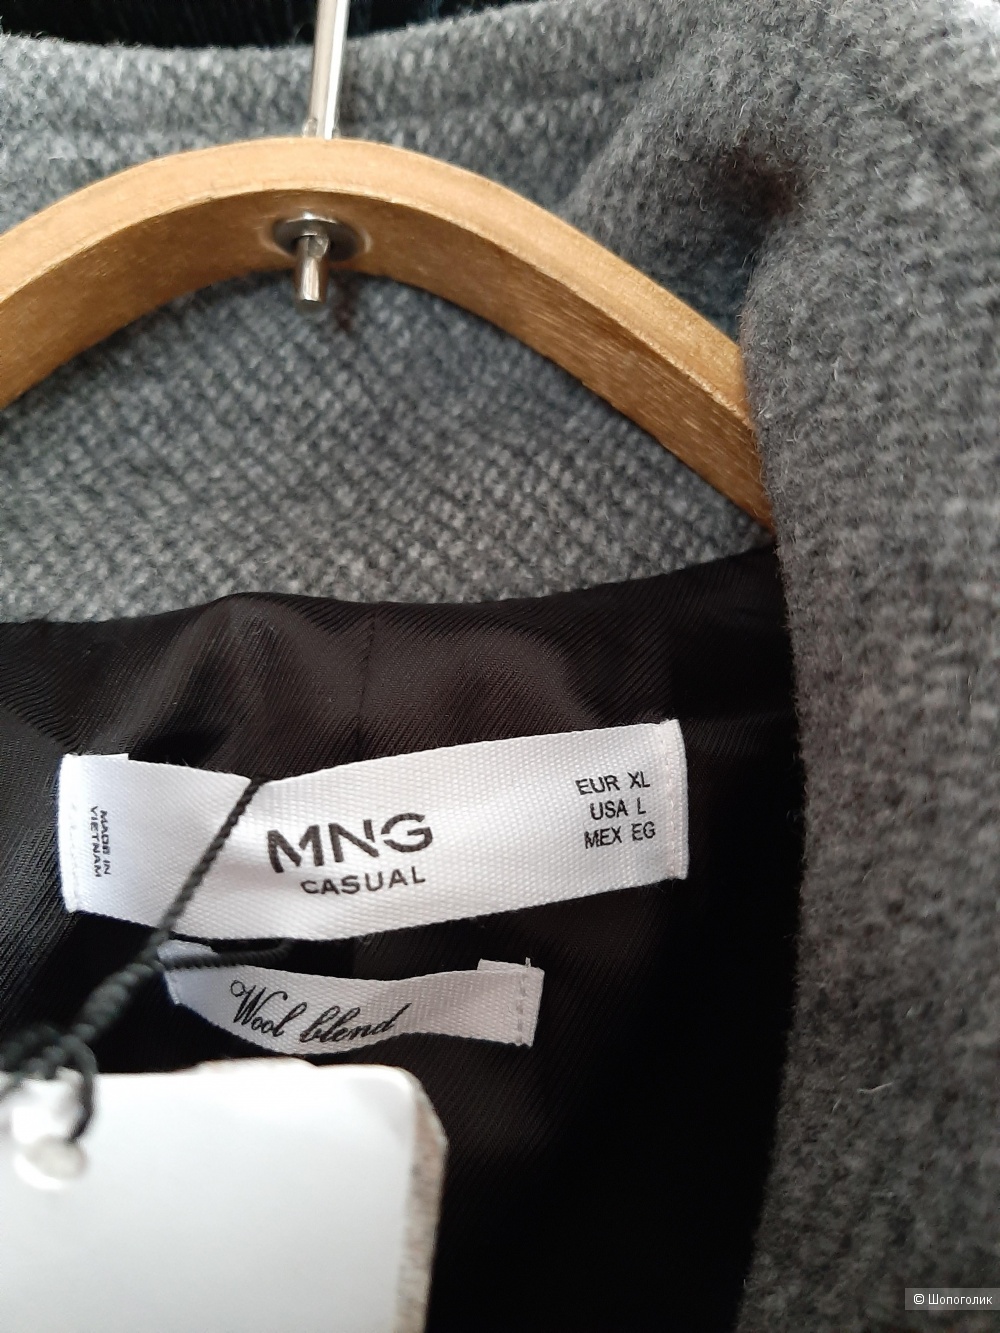 MADE IN
VIETNAM
MNG
CASUAL
EUR XL
USA L
MEX EG
Wool blend
© Шопоголик